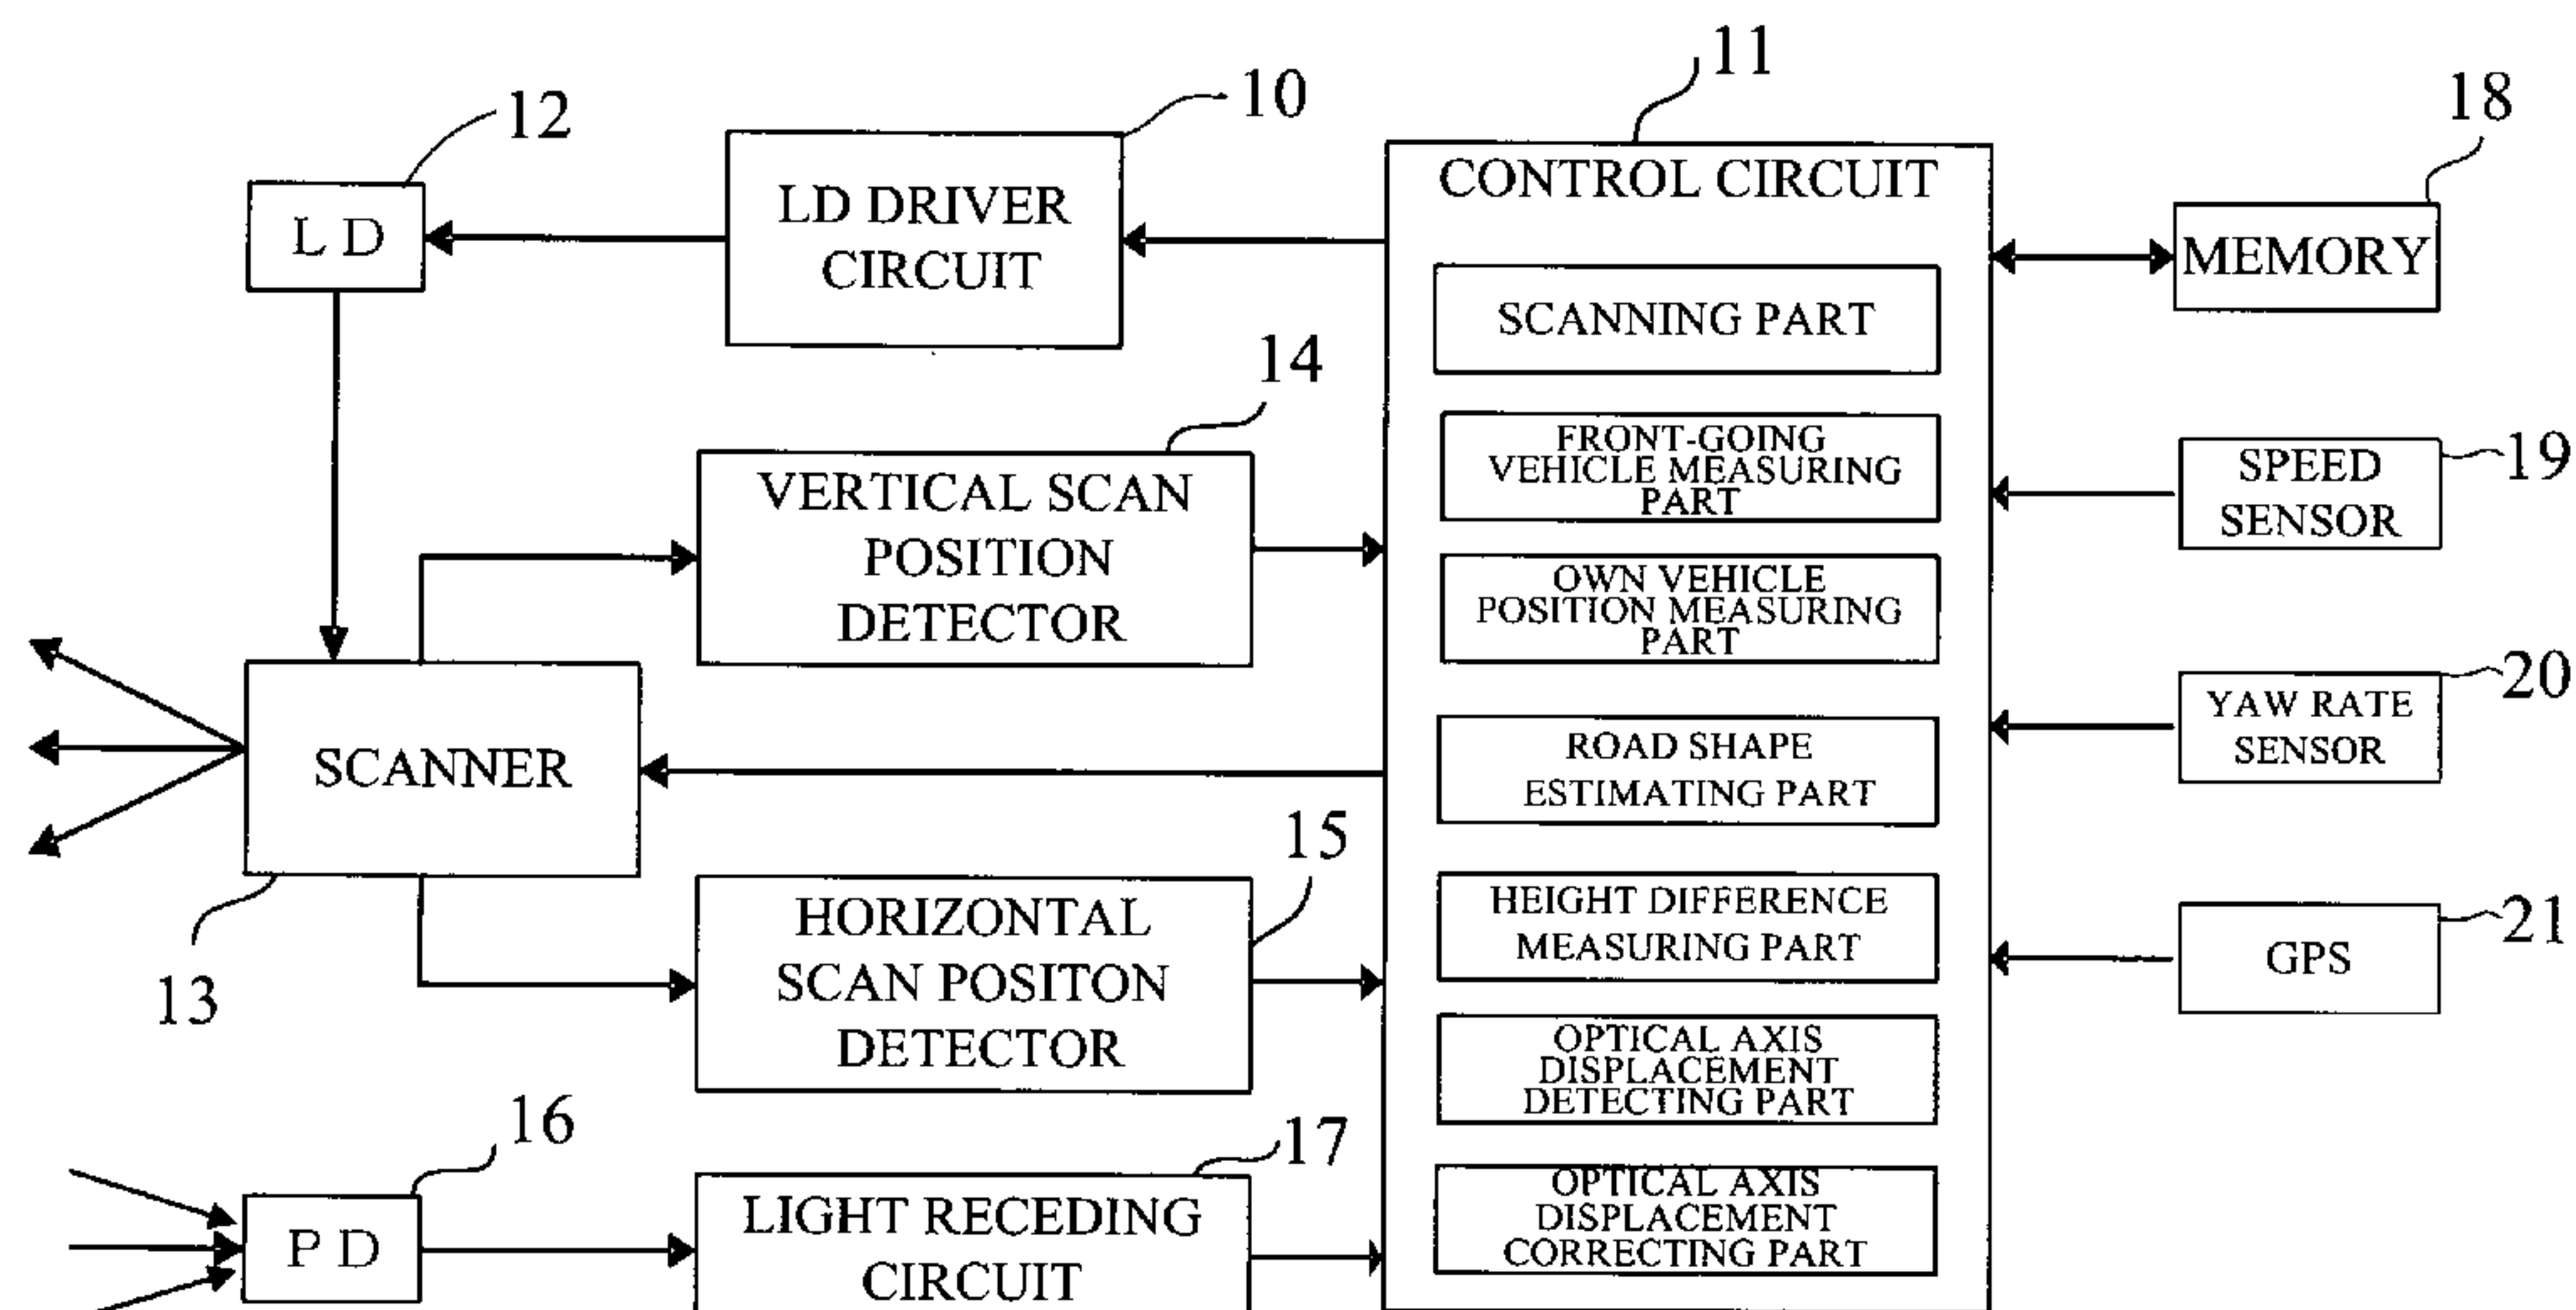 12
10
11
18
L D
LD DRIVER
CIRCUIT
CONTROL CIRCUIT
MEMORY
SCANNING PART
14
VERTICAL SCAN
POSITION
DETECTOR
FRONT-GOING
VEHICLE MEASURING
PART
SPEED
SENSOR
19
OWN VEHICLE
POSITION MEASURING
PART
SCANNER
13
ROAD SHAPE
ESTIMATING PART
YAW RATE
SENSOR
20
15
HORIZONTAL
SCAN POSITON
DETECTOR
HEIGHT DIFFERENCE
MEASURING PART
GPS
21
OPTICAL AXIS
DISPLACEMENT
DETECTING PART
16
P D
17
LIGHT RECEDING
CIRCUIT
OPTICAL AXIS
DISPLACEMENT
CORRECTING PART